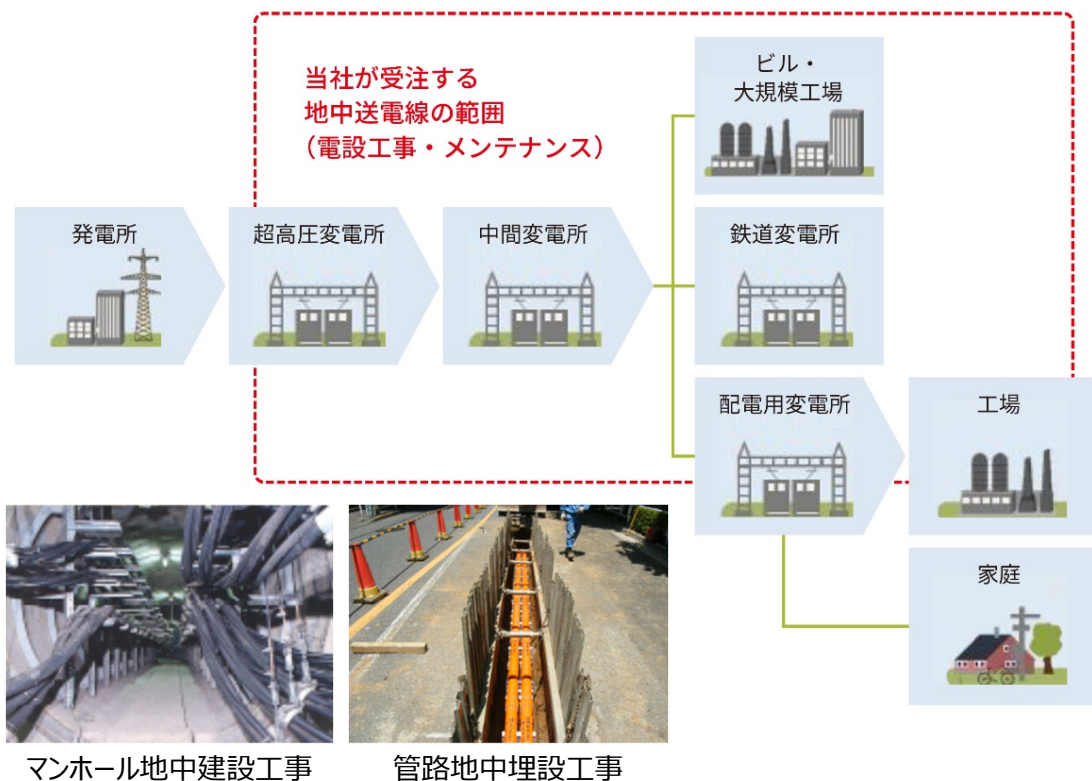 当社が受注する
地中送電線の範囲
（電設工事・メンテナンス）
ビル・
大規模工場
発電所
超高圧変電所
中間変電所
鉄道変電所
配電用変電所
工場
家庭
マンホール地中建設工事
管路地中埋設工事